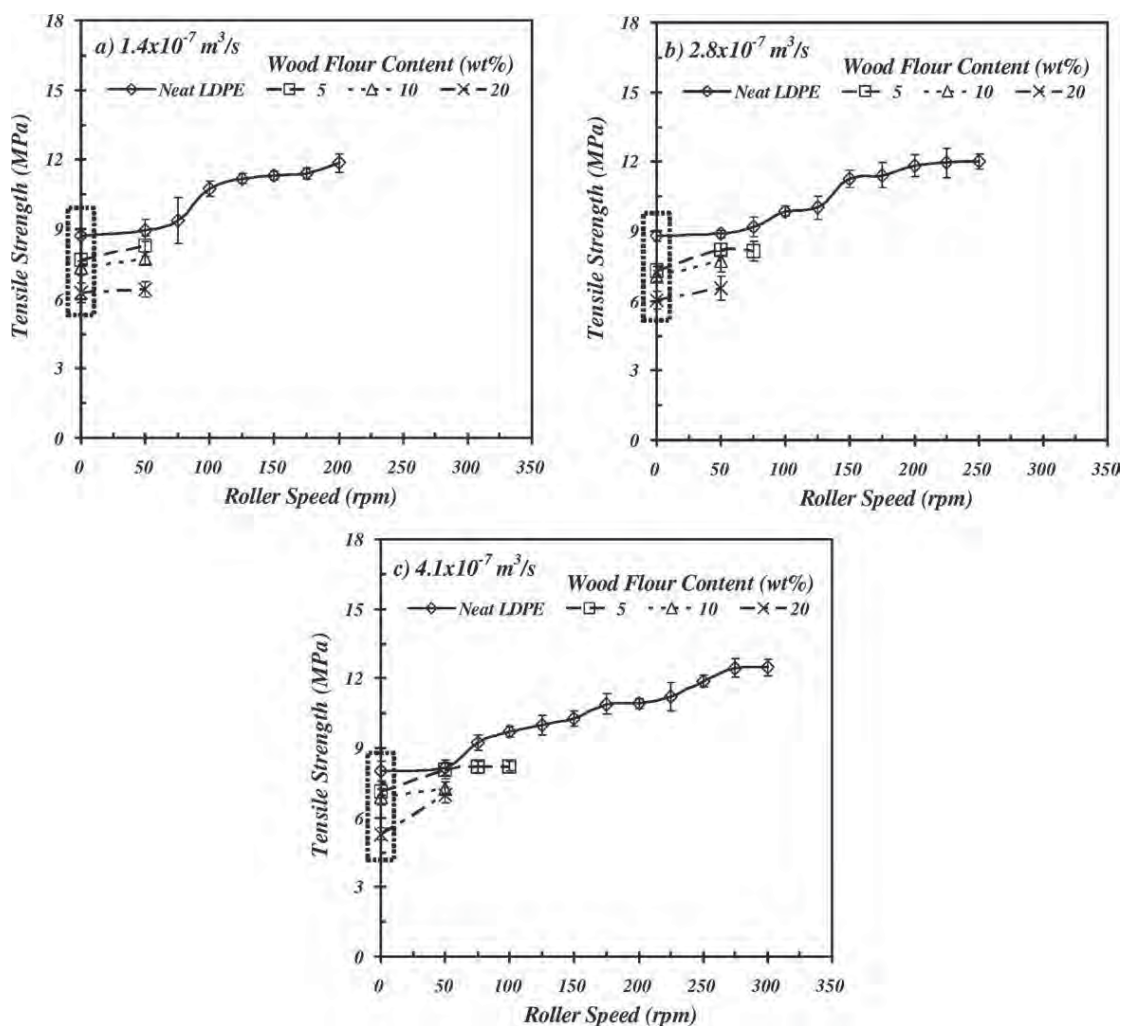 a) 1.4x10⁻⁷ m³/s
Wood Flour Content (wt%)
Neat LDPE 5 10 20
Tensile Strength (MPa)
18
15
12
9
6
3
0
0 50 100 150 200 250 300 350
Roller Speed (rpm)
b) 2.8x10⁻⁷ m³/s
Wood Flour Content (wt%)
Neat LDPE 5 10 20
Tensile Strength (MPa)
18
15
12
9
6
3
0
0 50 100 150 200 250 300 350
Roller Speed (rpm)
c) 4.1x10⁻⁷ m³/s
Wood Flour Content (wt%)
Neat LDPE 5 10 20
Tensile Strength (MPa)
18
15
12
9
6
3
0
0 50 100 150 200 250 300 350
Roller Speed (rpm)